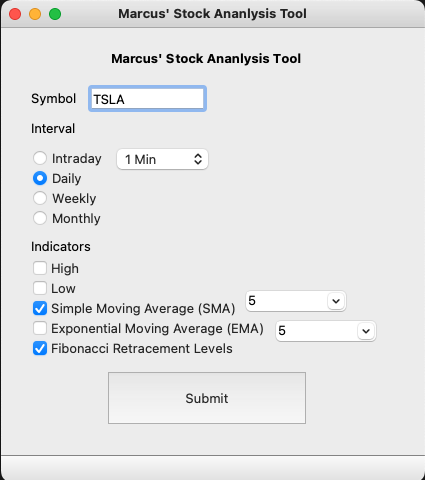 Marcus' Stock Ananlysis Tool
Marcus' Stock Ananlysis Tool
Symbol TSLA
Interval
Intraday 1 Min
Daily
Weekly
Monthly
Indicators
High
Low
Simple Moving Average (SMA) 5
Exponential Moving Average (EMA) 5
Fibonacci Retracement Levels
Submit